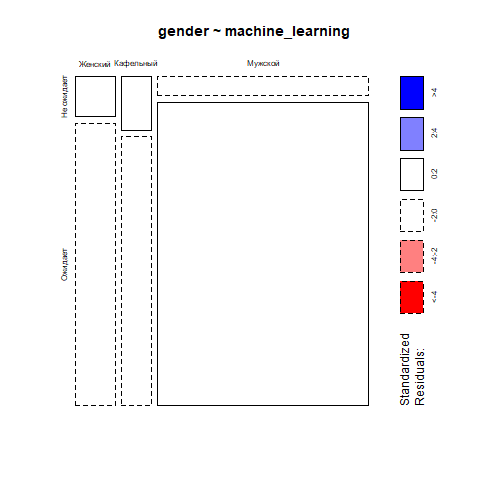 gender ~ machine_learning
Женский
Кафельный
Мужской
Не ожидает
Ожидает
>4
2:4
0:2
-2:0
-4:-2
<-4
Standardized
Residuals: